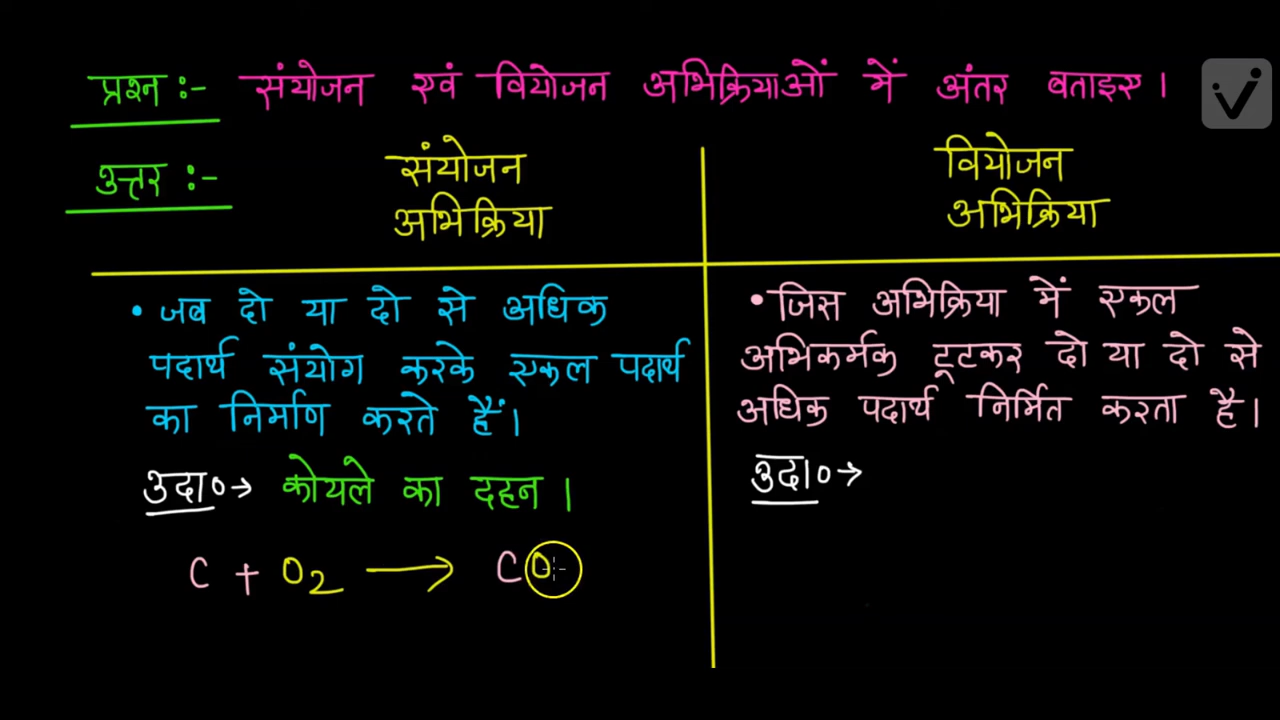 प्रश्न :- संयोजन एवं वियोजन अभिक्रियाओं में अंतर बताइए।
उत्तर :-
संयोजन
अभिक्रिया
वियोजन
अभिक्रिया
• जब दो या दो से अधिक
पदार्थ संयोग करके एकल पदार्थ
का निर्माण करते हैं।
उदा०→ कोयले का दहन।
C + O2 ⟶ CO
• जिस अभिक्रिया में एकल
अभिकर्मक टूटकर दो या दो से
अधिक पदार्थ निर्मित करता है।
उदा०→